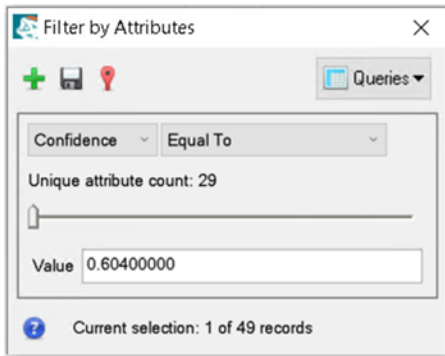 Filter by Attributes
Queries
Confidence Equal To
Unique attribute count: 29
Value 0.60400000
Current selection: 1 of 49 records